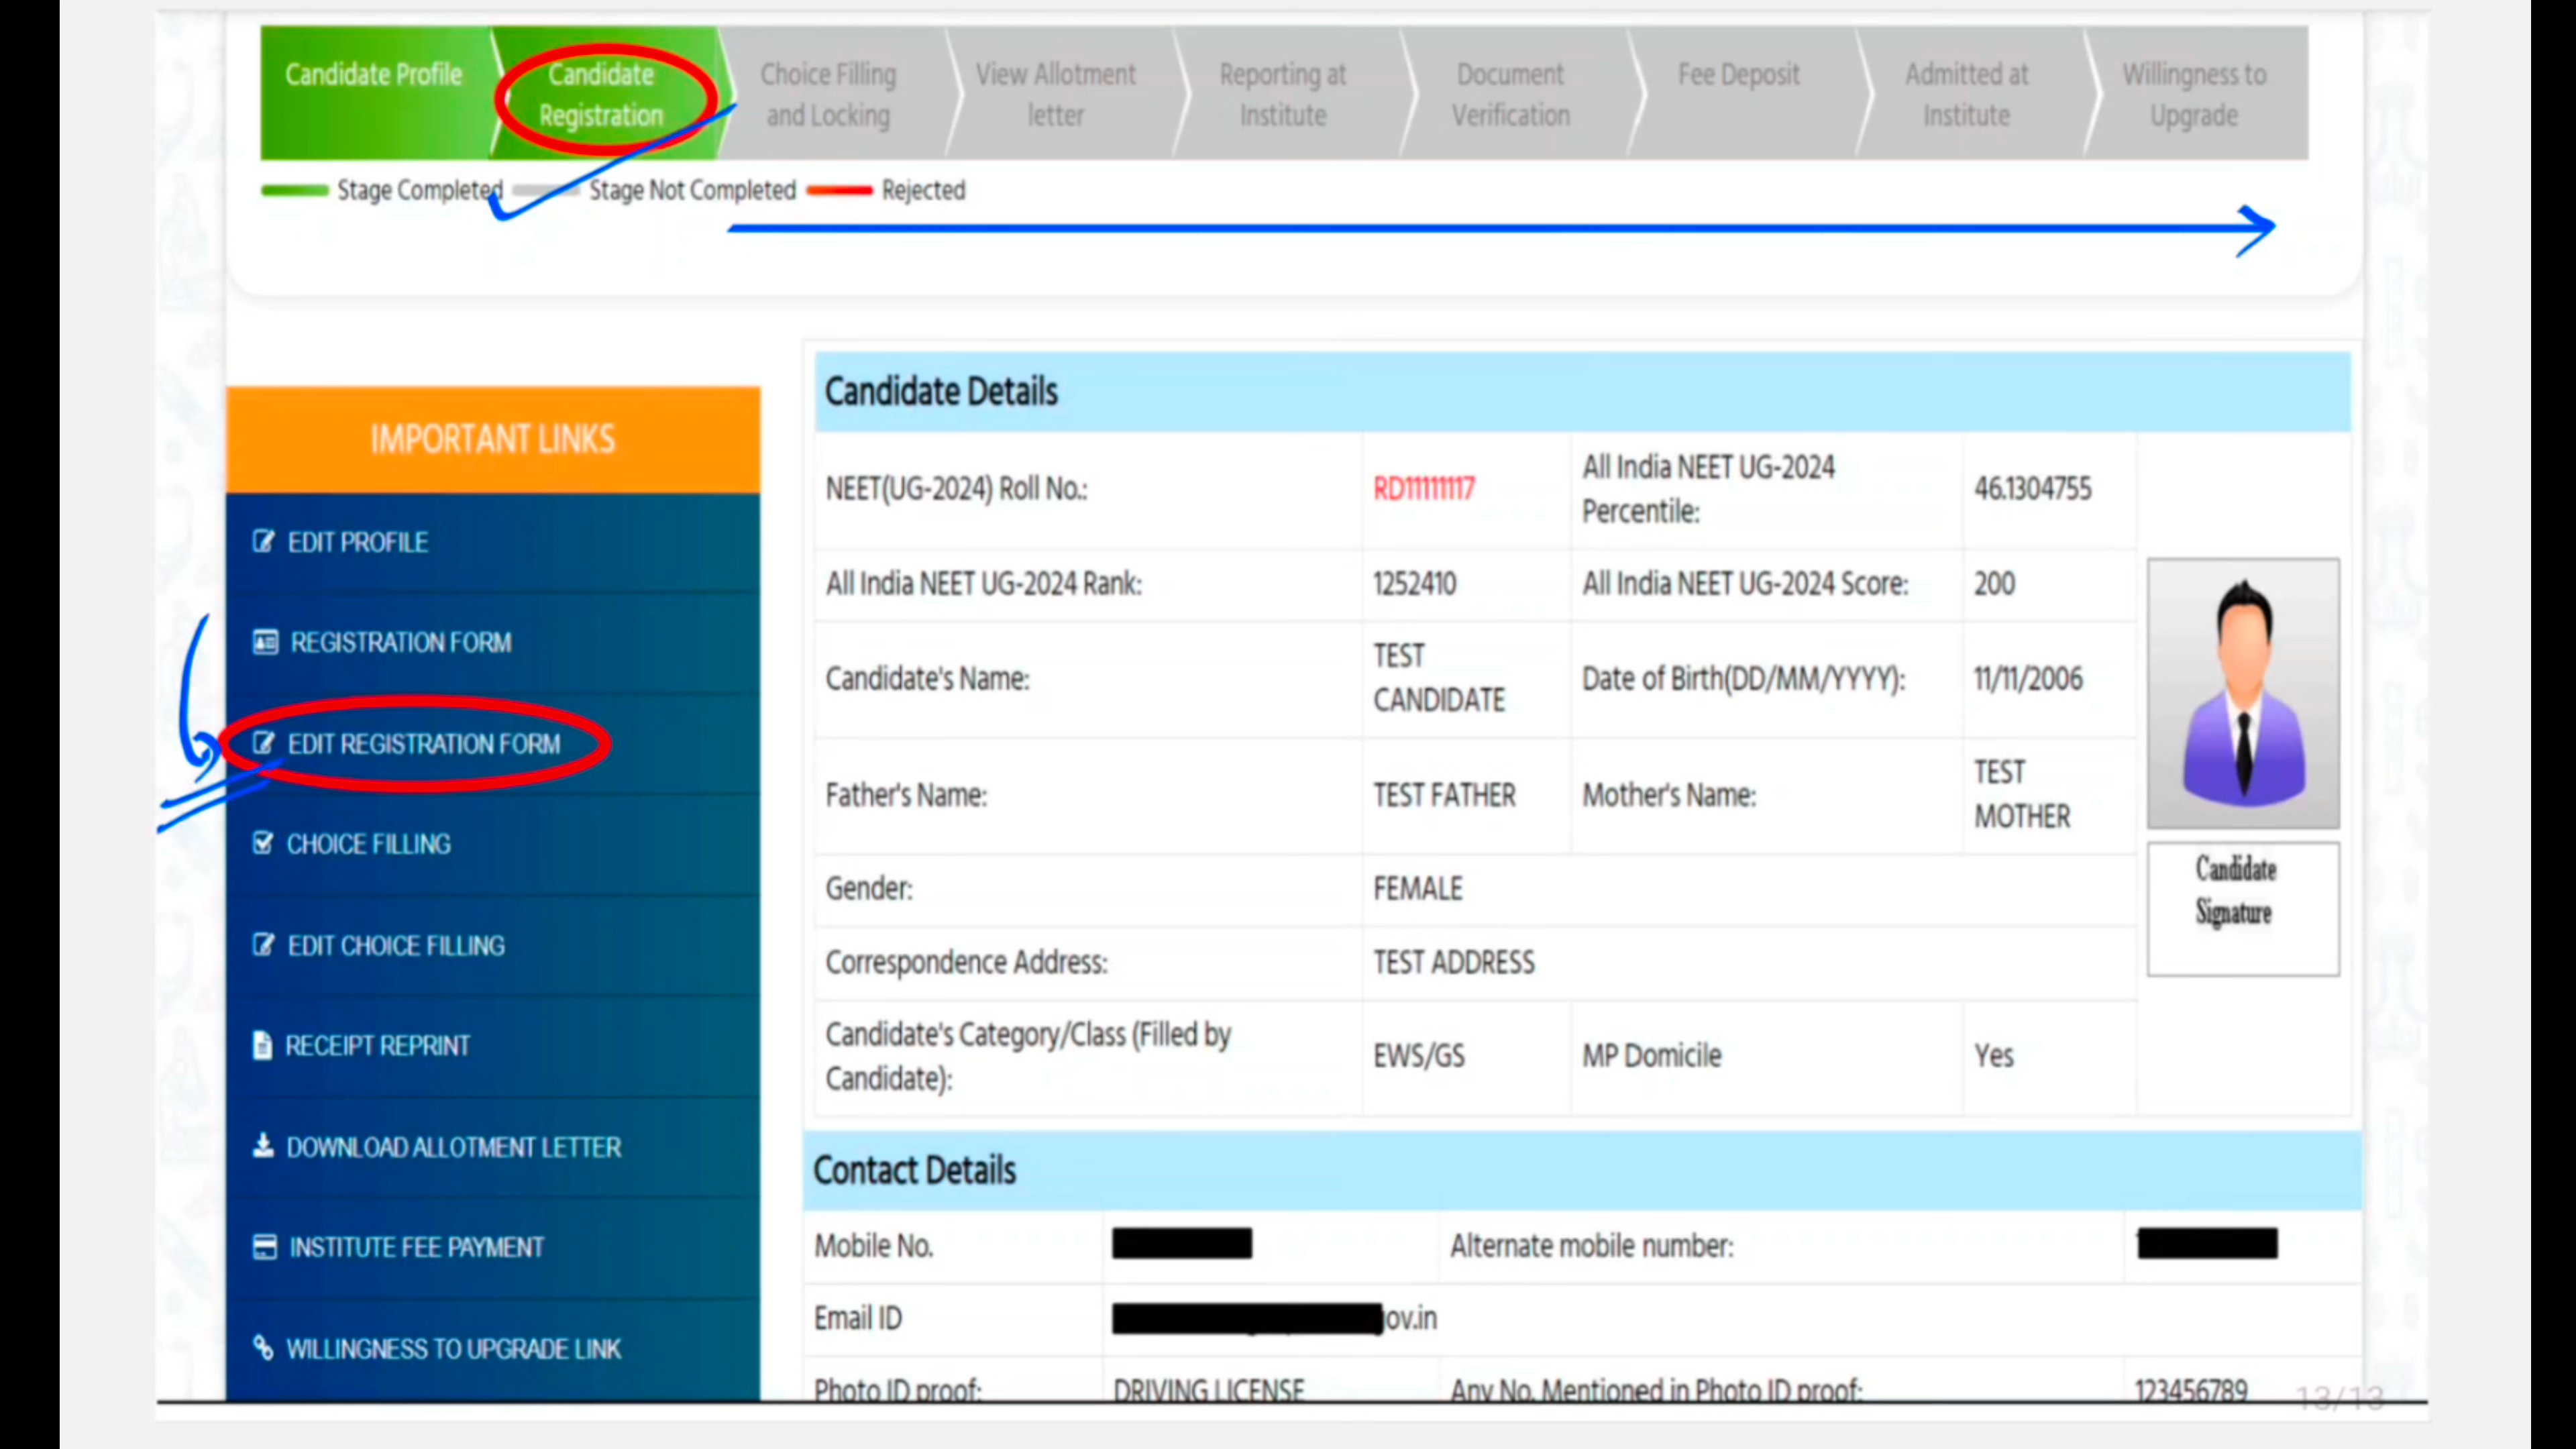 Candidate Profile
Candidate
Registration
Choice Filling
and Locking
View Allotment
letter
Reporting at
Institute
Document
Verification
Fee Deposit
Admitted at
Institute
Willingness to
Upgrade
Stage Completed Stage Not Completed Rejected
IMPORTANT LINKS
EDIT PROFILE
REGISTRATION FORM
EDIT REGISTRATION FORM
CHOICE FILLING
EDIT CHOICE FILLING
RECEIPT REPRINT
DOWNLOAD ALLOTMENT LETTER
INSTITUTE FEE PAYMENT
WILLINGNESS TO UPGRADE LINK
Candidate Details
NEET(UG-2024) Roll No.: RD11111117
All India NEET UG-2024
Percentile:
46.1304755
All India NEET UG-2024 Rank: 1252410 All India NEET UG-2024 Score: 200
Candidate's Name:
TEST
CANDIDATE
Date of Birth(DD/MM/YYYY): 11/11/2006
Father's Name: TEST FATHER Mother's Name:
TEST
MOTHER
Gender: FEMALE
Correspondence Address: TEST ADDRESS
Candidate's Category/Class (Filled by
Candidate):
EWS/GS MP Domicile Yes
Candidate
Signature
Contact Details
Mobile No. Alternate mobile number:
Email ID ov.in
Photo ID proof: DRIVING LICENSE Any No. Mentioned in Photo ID proof: 123456789
13/13